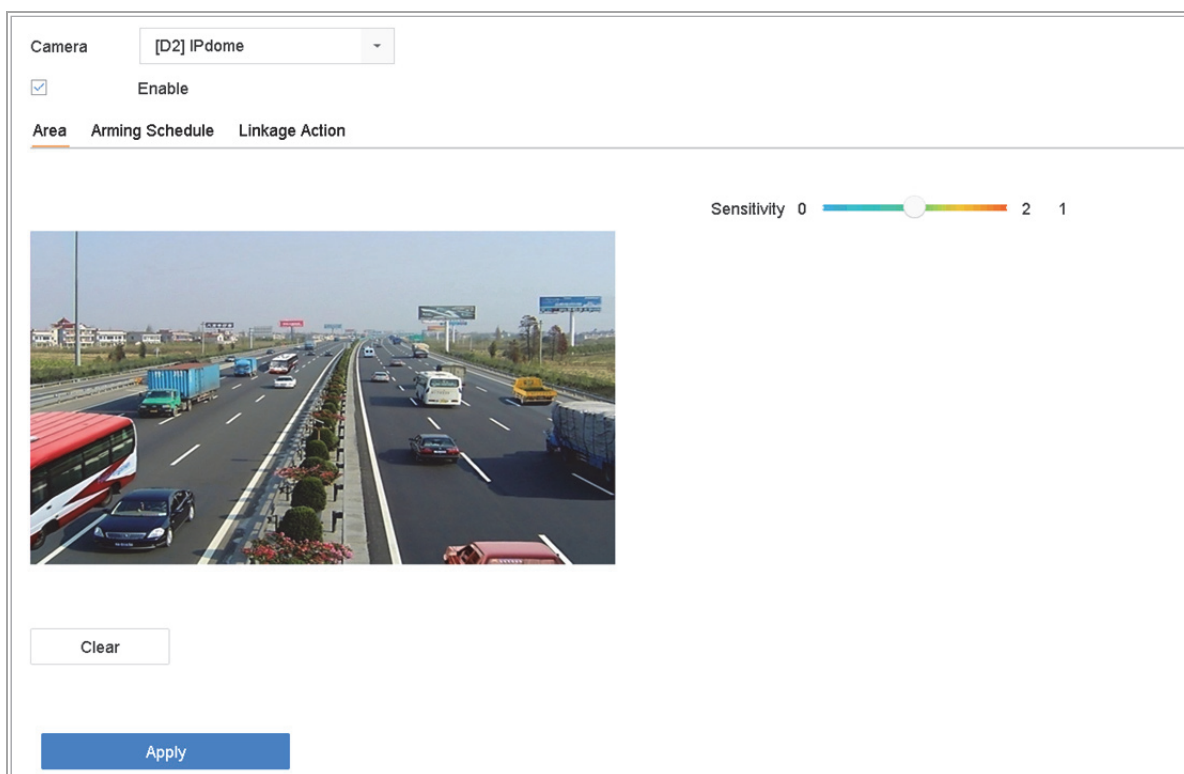 Camera [D2] IPdome
Enable
Area Arming Schedule Linkage Action
Sensitivity 0 2 1
Clear
Apply